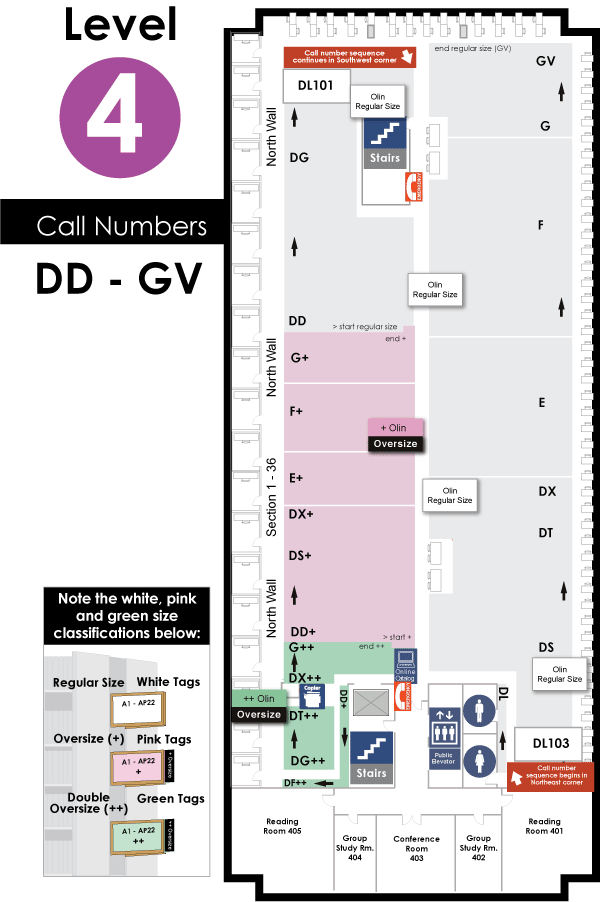 Level
4
Call Numbers
DD - GV
Call number sequence
continues in Southwest corner
end regular size (GV)
DL101
Olin
Regular Size
Stairs
EMERGENCY
GV
G
North Wall
DG
F
Olin
Regular Size
DD
> start regular size
end +
North Wall
G+
F+
E
+ Olin
Oversize
Section 1 - 36
E+
Olin
Regular Size
DX
DX+
DT
DS+
North Wall
DD+
> start +
G++
end ++
DS
Online
Catalog
DX++
Olin
Regular Size
Copier
DD+
EMERGENCY
DL
++ Olin
Oversize
DT++
DL103
Public
Elevator
DG++
Stairs
Call number
sequence begins in
Northeast corner
DF++
Reading
Room 405
Group
Study Rm.
404
Conference
Room
403
Group
Study Rm.
402
Reading
Room 401
Note the white, pink
and green size
classifications below:
Regular Size White Tags
A1 - AP22
Oversize (+) Pink Tags
A1 - AP22
+
+ Oversize
Double
Oversize (++)
Green Tags
A1 - AP22
++
++ Oversize